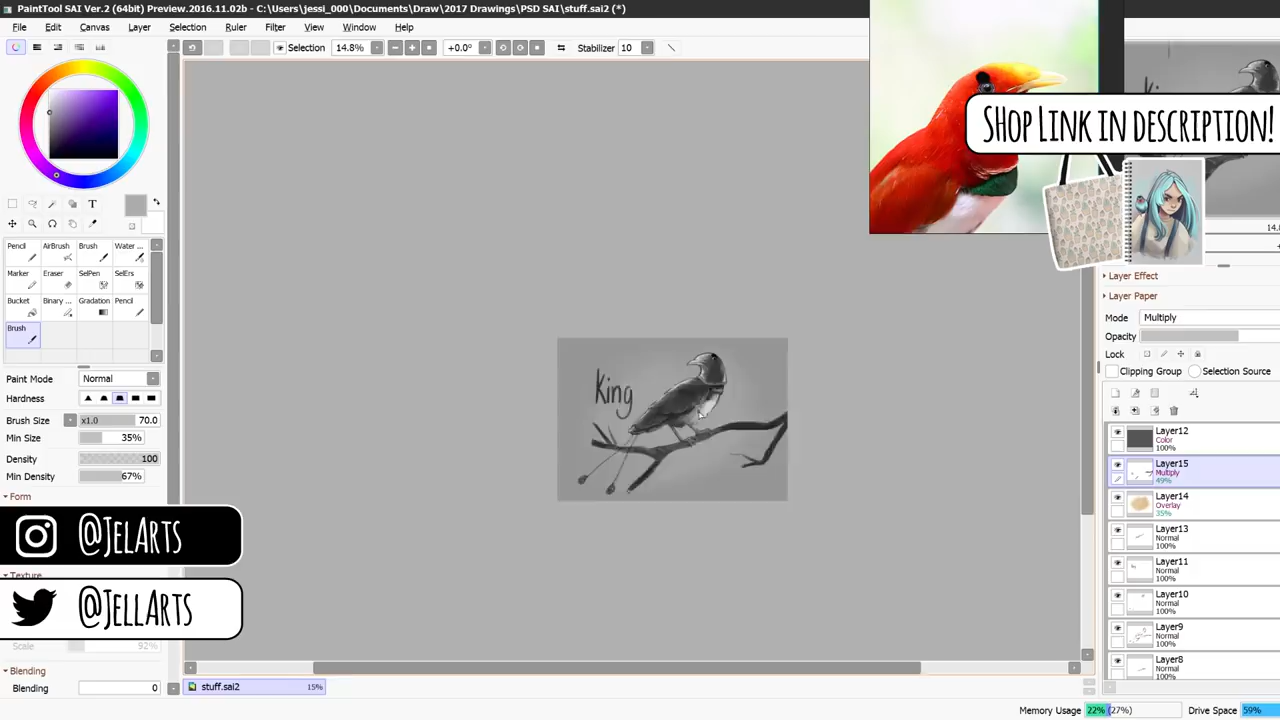 PaintTool SAI Ver.2 (64bit) Preview.2016.11.02b - C:\Users\jessi_000\Documents\Draw\2017 Drawings\PSD SAI\stuff.sai2 (*)
File Edit Canvas Layer Selection Ruler Filter View Window Help
Selection 14.8% +0.0° Stabilizer 10
SHOP LINK IN DESCRIPTION!
T
Pencil AirBrush Brush Water ...
Marker Eraser SelPen SelErs
Bucket Binary ... Gradation Pencil
Brush
Paint Mode Normal
Hardness
Brush Size x1.0 70.0
Min Size 35%
Density 100
Min Density 67%
Form
@JELARTS
Texture
@JELLARTS
Scale 92%
Blending
Blending 0
king
stuff.sai2 15%
14.8
Layer Effect
Layer Paper
Mode Multiply
Opacity
Lock
Clipping Group Selection Source
Layer12
Color
100%
Layer15
Multiply
49%
Layer14
Overlay
35%
Layer13
Normal
100%
Layer11
Normal
100%
Layer10
Normal
100%
Layer9
Normal
100%
Layer8
Normal
100%
Memory Usage 22% (27%) Drive Space 59%